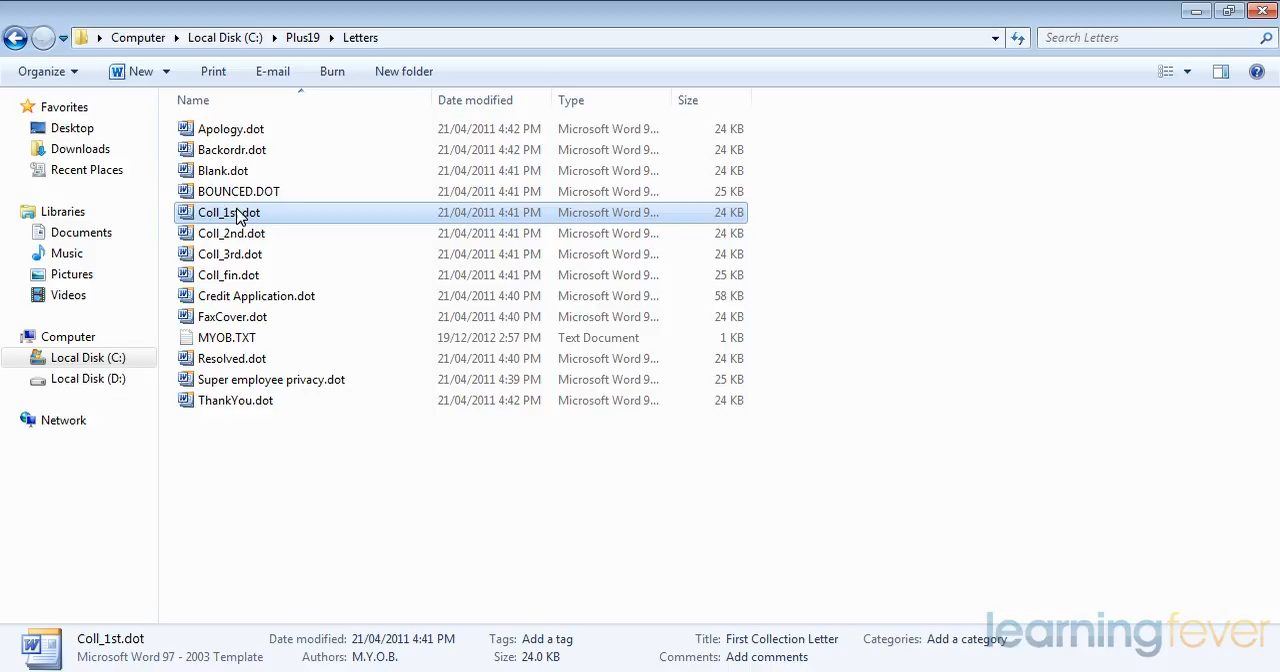 Computer Local Disk (C:) Plus19 Letters Search Letters
Organize New Print E-mail Burn New folder
Favorites
Desktop
Downloads
Recent Places
Libraries
Documents
Music
Pictures
Videos
Computer
Local Disk (C:)
Local Disk (D:)
Network
Name Date modified Type Size
Apology.dot 21/04/2011 4:42 PM Microsoft Word 9... 24 KB
Backordr.dot 21/04/2011 4:42 PM Microsoft Word 9... 24 KB
Blank.dot 21/04/2011 4:41 PM Microsoft Word 9... 24 KB
BOUNCED.DOT 21/04/2011 4:41 PM Microsoft Word 9... 25 KB
Coll_1st.dot 21/04/2011 4:41 PM Microsoft Word 9... 24 KB
Coll_2nd.dot 21/04/2011 4:41 PM Microsoft Word 9... 24 KB
Coll_3rd.dot 21/04/2011 4:41 PM Microsoft Word 9... 24 KB
Coll_fin.dot 21/04/2011 4:41 PM Microsoft Word 9... 25 KB
Credit Application.dot 21/04/2011 4:40 PM Microsoft Word 9... 58 KB
FaxCover.dot 21/04/2011 4:40 PM Microsoft Word 9... 24 KB
MYOB.TXT 19/12/2012 2:57 PM Text Document 1 KB
Resolved.dot 21/04/2011 4:40 PM Microsoft Word 9... 24 KB
Super employee privacy.dot 21/04/2011 4:39 PM Microsoft Word 9... 25 KB
ThankYou.dot 21/04/2011 4:42 PM Microsoft Word 9... 24 KB
Coll_1st.dot Date modified: 21/04/2011 4:41 PM Tags: Add a tag Title: First Collection Letter Categories: Add a category
Microsoft Word 97 - 2003 Template Authors: M.Y.O.B Size: 24.0 KB Comments: Add comments
learningfever